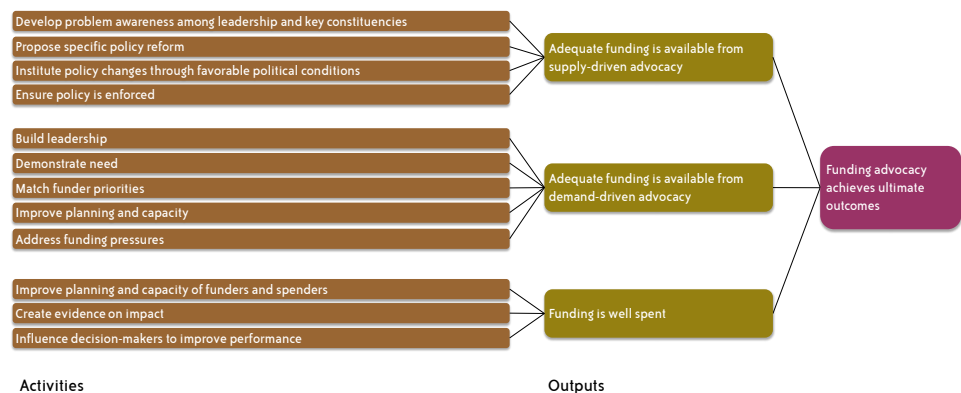 Develop problem awareness among leadership and key constituencies
Propose specific policy reform
Institute policy changes through favorable political conditions
Ensure policy is enforced
Adequate funding is available from
supply-driven advocacy
Build leadership
Demonstrate need
Match funder priorities
Improve planning and capacity
Address funding pressures
Adequate funding is available from
demand-driven advocacy
Improve planning and capacity of funders and spenders
Create evidence on impact
Influence decision-makers to improve performance
Funding is well spent
Funding advocacy
achieves ultimate
outcomes
Activities
Outputs